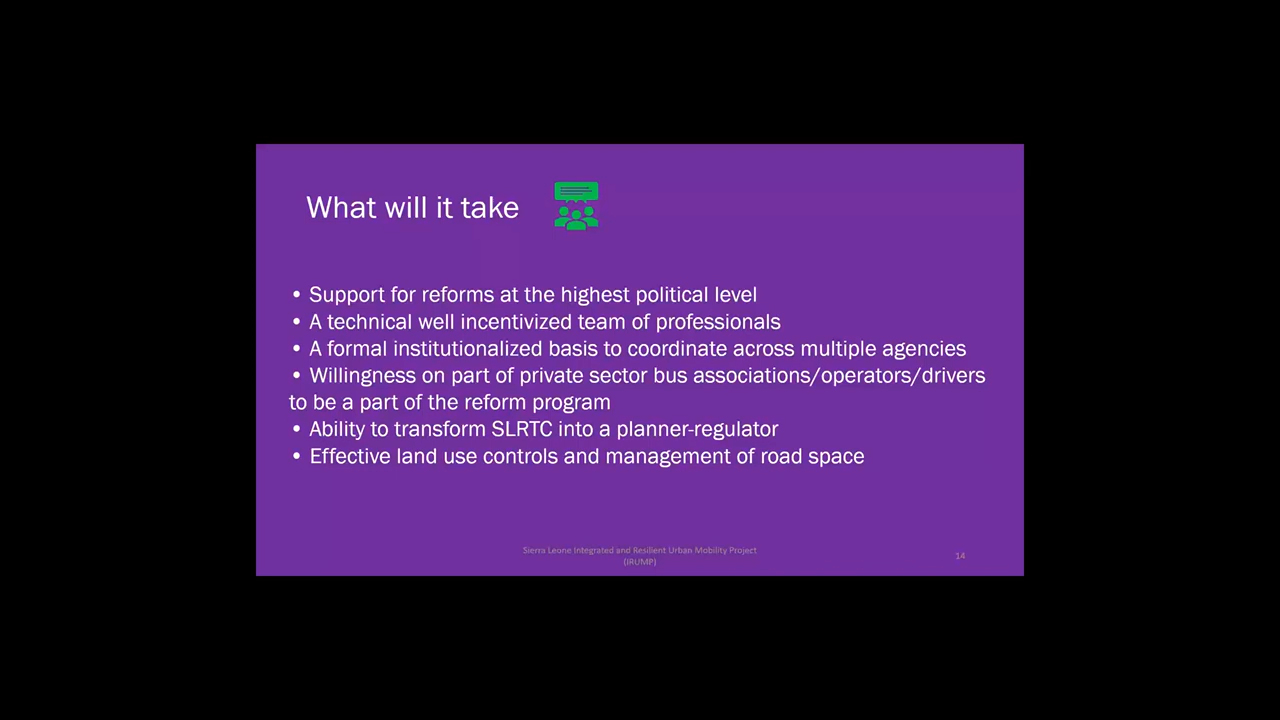 What will it take
• Support for reforms at the highest political level
• A technical well incentivized team of professionals
• A formal institutionalized basis to coordinate across multiple agencies
• Willingness on part of private sector bus associations/operators/drivers
to be a part of the reform program
• Ability to transform SLRTC into a planner-regulator
• Effective land use controls and management of road space
Sierra Leone Integrated and Resilient Urban Mobility Project
(IRUMP)
14